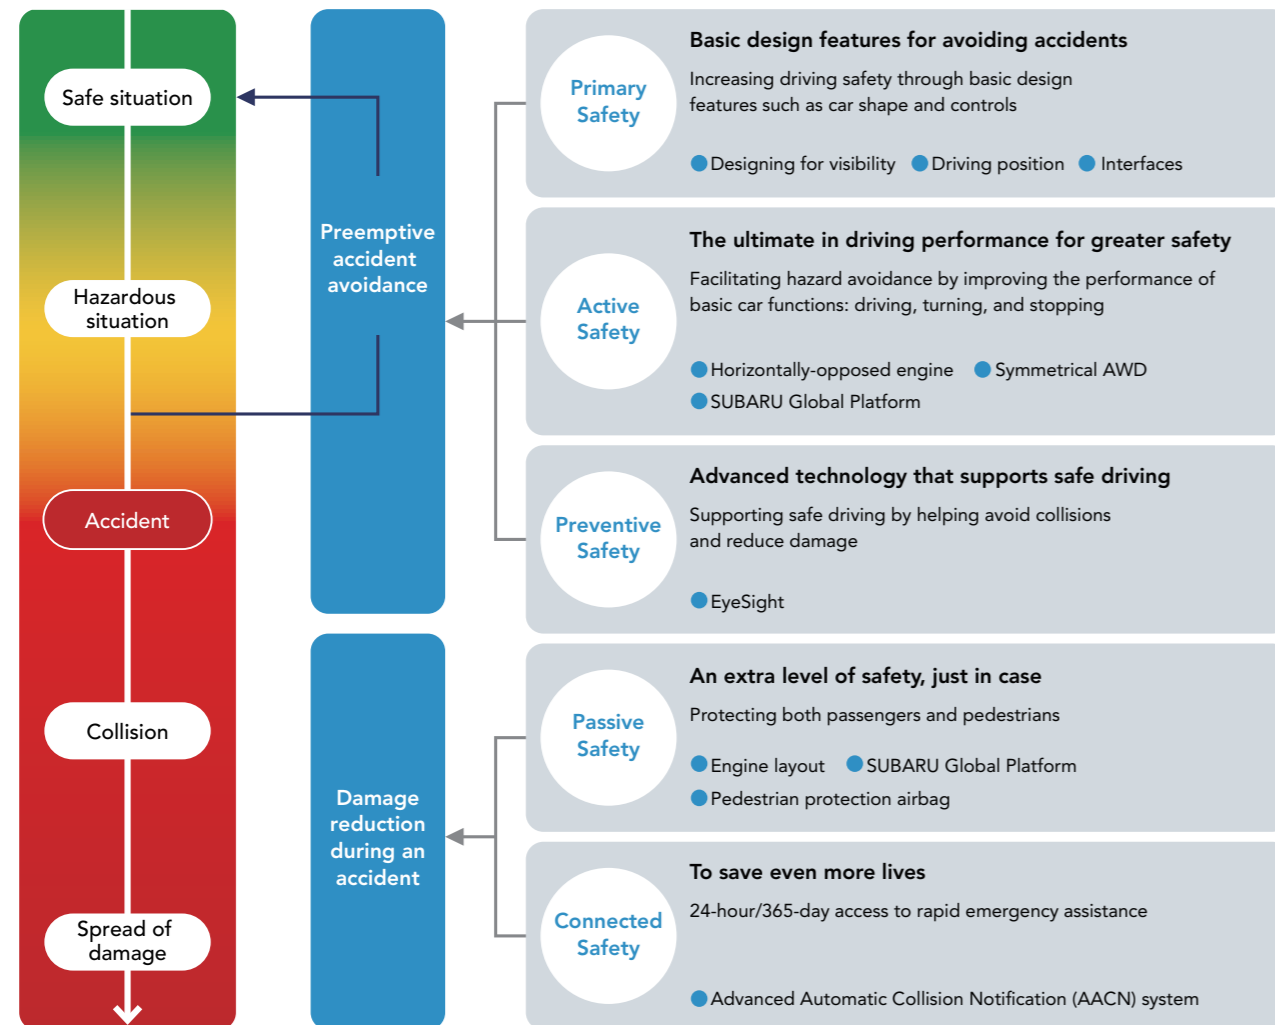 Safe situation
Hazardous
situation
Accident
Collision
Spread of
damage
Preemptive
accident
avoidance
Damage
reduction
during an
accident
Primary
Safety
Basic design features for avoiding accidents
Increasing driving safety through basic design
features such as car shape and controls
Designing for visibility Driving position Interfaces
Active
Safety
The ultimate in driving performance for greater safety
Facilitating hazard avoidance by improving the performance of
basic car functions: driving, turning, and stopping
Horizontally-opposed engine Symmetrical AWD
SUBARU Global Platform
Preventive
Safety
Advanced technology that supports safe driving
Supporting safe driving by helping avoid collisions
and reduce damage
EyeSight
Passive
Safety
An extra level of safety, just in case
Protecting both passengers and pedestrians
Engine layout SUBARU Global Platform
Pedestrian protection airbag
Connected
Safety
To save even more lives
24-hour/365-day access to rapid emergency assistance
Advanced Automatic Collision Notification (AACN) system